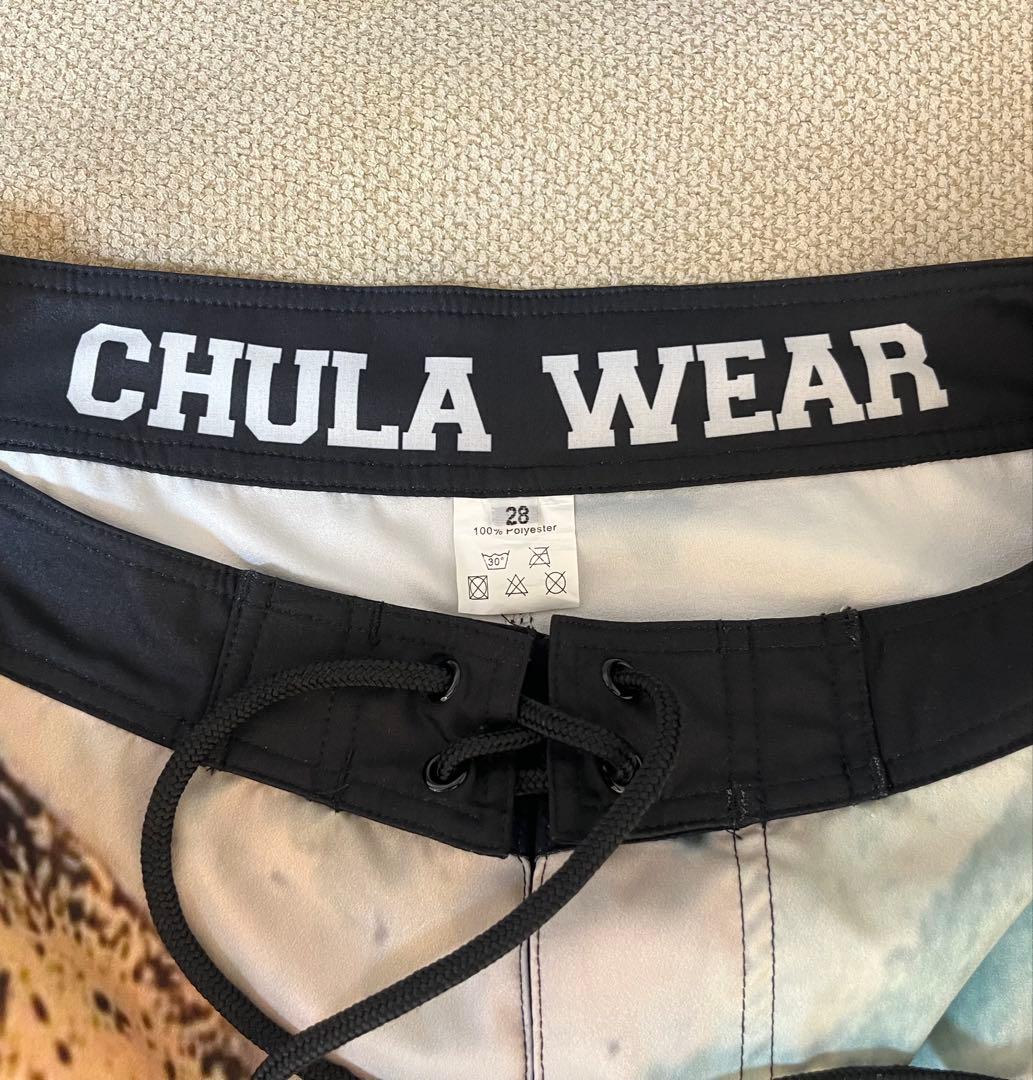 CHULA WEAR
28
100% Polyester
30°